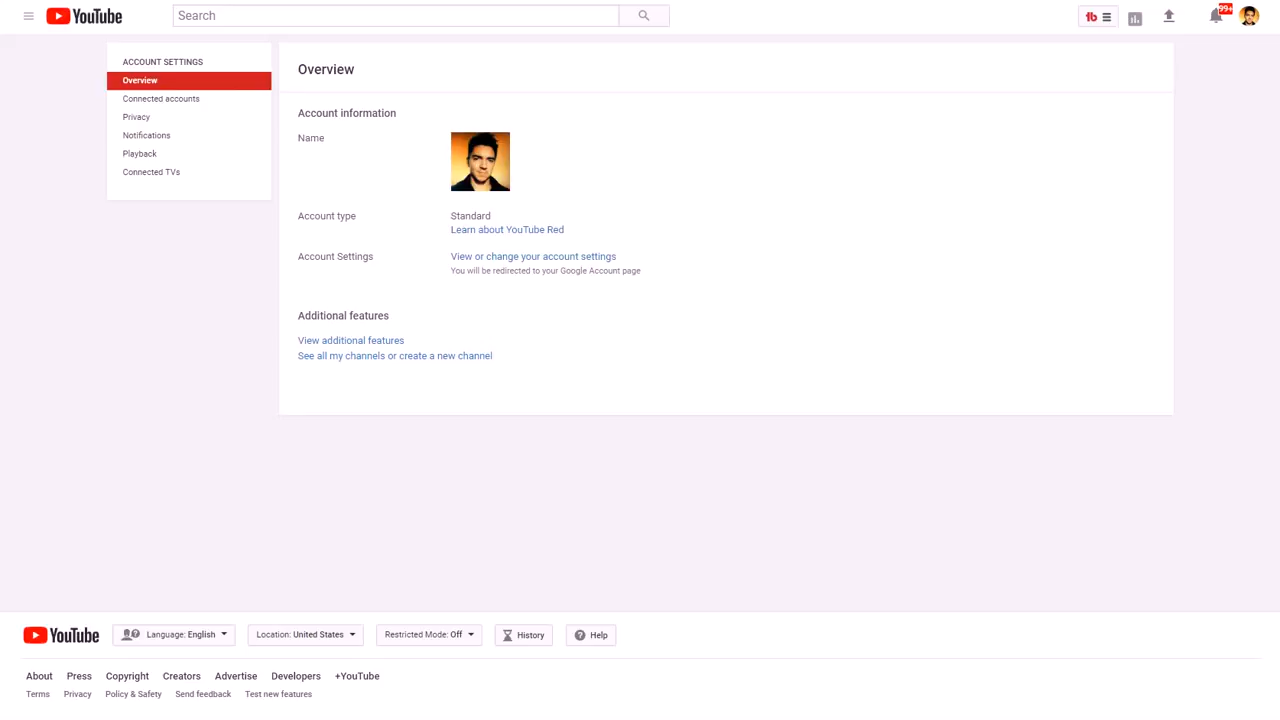 YouTube
Search
tb
99+
ACCOUNT SETTINGS
Overview
Connected accounts
Privacy
Notifications
Playback
Connected TVs
Overview
Account information
Name
Account type
Standard
Learn about YouTube Red
Account Settings
View or change your account settings
You will be redirected to your Google Account page
Additional features
View additional features
See all my channels or create a new channel
YouTube
Language: English
Location: United States
Restricted Mode: Off
History
Help
About Press Copyright Creators Advertise Developers +YouTube
Terms Privacy Policy & Safety Send feedback Test new features